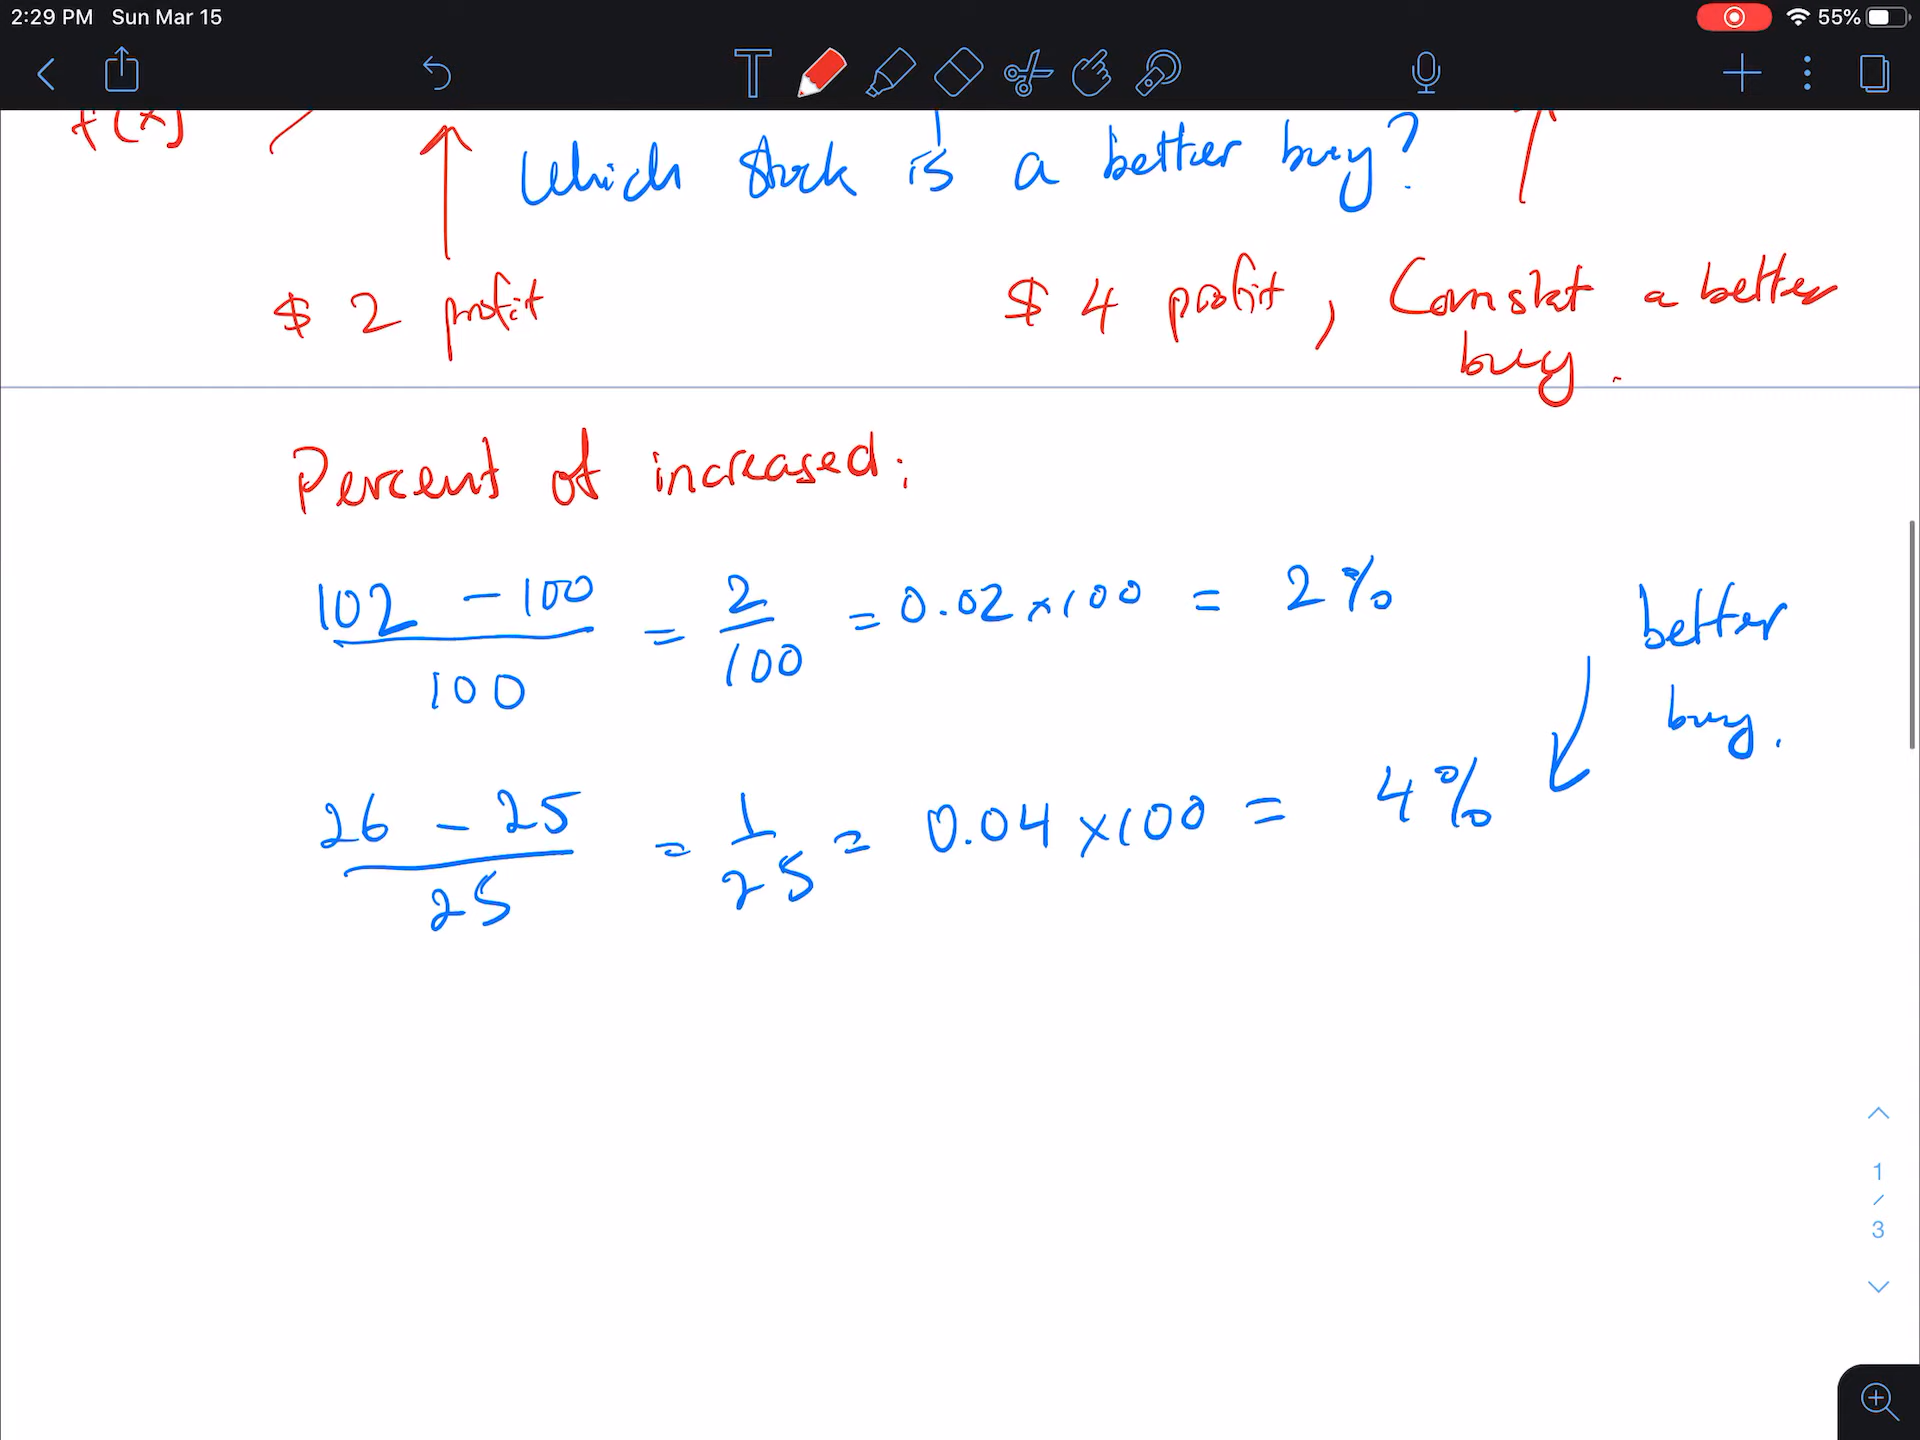 2:29 PM Sun Mar 15
55%
T
f(x)
Which stock is a better buy?
$ 2 profit
$ 4 profit, Comstat a better
buy.
Percent of increased:
102 - 100 / 100 = 2/100 = 0.02 × 100 = 2%
better
buy.
26 - 25 / 25 = 1/25 = 0.04 × 100 = 4%
1
/
3